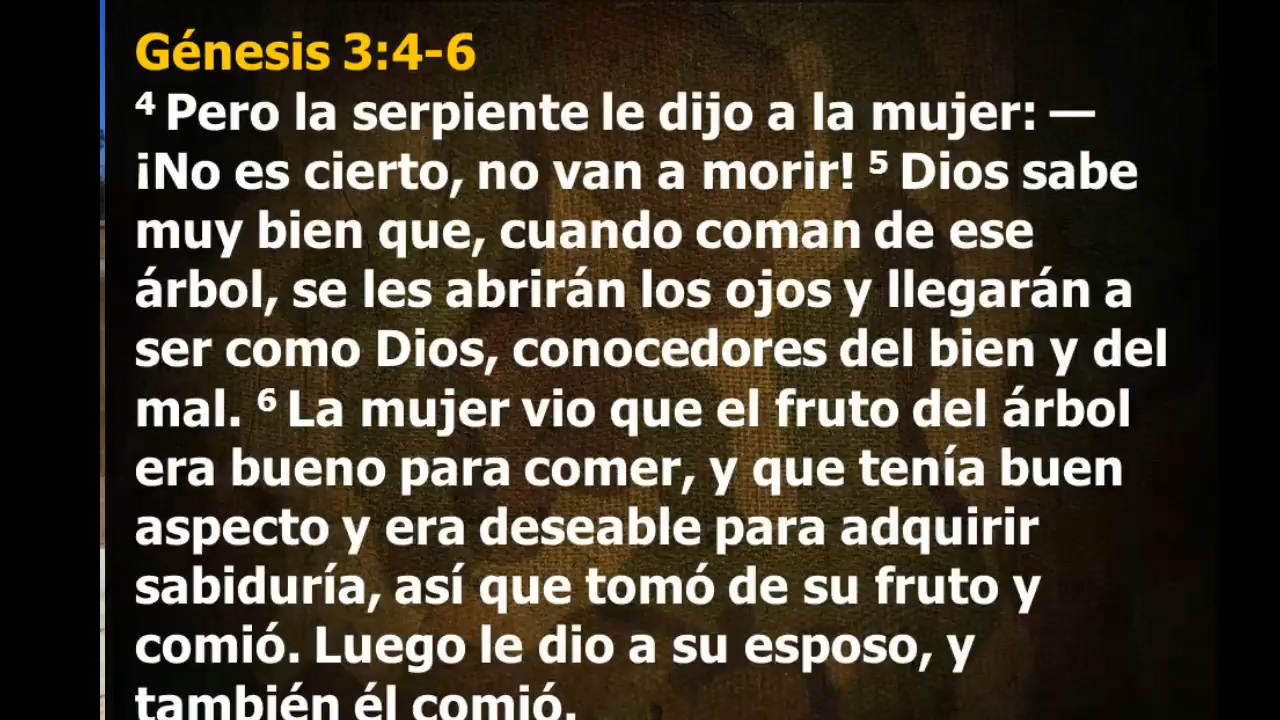 Génesis 3:4-6
⁴ Pero la serpiente le dijo a la mujer: —
¡No es cierto, no van a morir! ⁵ Dios sabe
muy bien que, cuando coman de ese
árbol, se les abrirán los ojos y llegarán a
ser como Dios, conocedores del bien y del
mal. ⁶ La mujer vio que el fruto del árbol
era bueno para comer, y que tenía buen
aspecto y era deseable para adquirir
sabiduría, así que tomó de su fruto y
comió. Luego le dio a su esposo, y
también él comió.